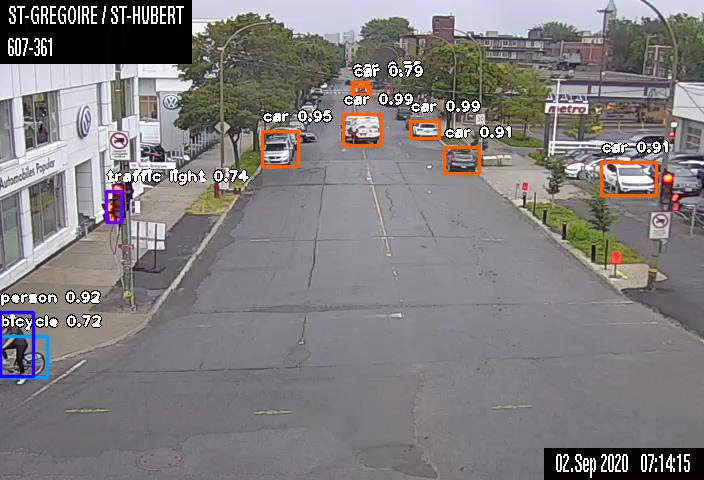 ST-GREGOIRE / ST-HUBERT
607-361
car 0.79
car 0.99
car 0.99
car 0.95
car 0.91
car 0.91
metro
traffic light 0.74
Automobiles Popular
person 0.92
bicycle 0.72
02.Sep 2020 07:14:15